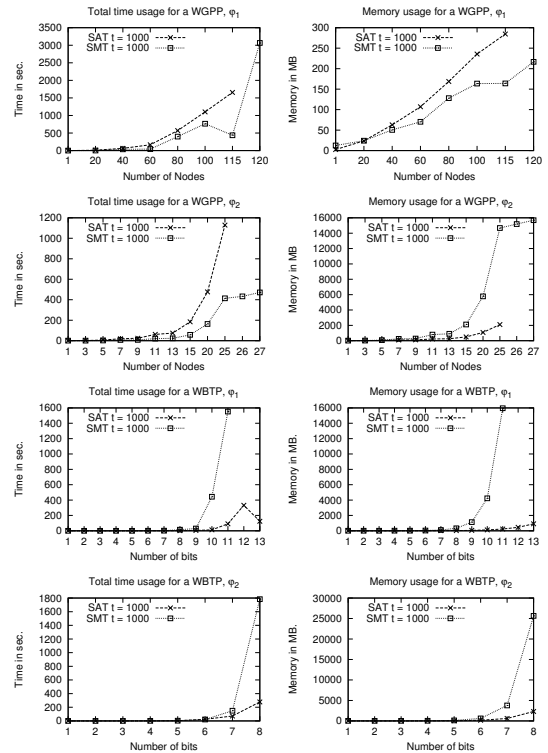 Total time usage for a WGPP, φ1
SAT t = 1000
SMT t = 1000
Time in sec.
3500
3000
2500
2000
1500
1000
500
0
1 20 40 60 80 100 115 120
Number of Nodes
Memory usage for a WGPP, φ1
SAT t = 1000
SMT t = 1000
Memory in MB
300
250
200
150
100
50
0
1 20 40 60 80 100 115 120
Number of Nodes
Total time usage for a WGPP, φ2
SAT t = 1000
SMT t = 1000
Time in sec.
1200
1000
800
600
400
200
0
1 3 5 7 9 11 13 15 20 25 26 27
Number of Nodes
Memory usage for a WGPP, φ2
SAT t = 1000
SMT t = 1000
Memory in MB
16000
14000
12000
10000
8000
6000
4000
2000
0
1 3 5 7 9 11 13 15 20 25 26 27
Number of Nodes
Total time usage for a WBTP, φ1
SAT t = 1000
SMT t = 1000
Time in sec.
1600
1400
1200
1000
800
600
400
200
0
1 2 3 4 5 6 7 8 9 10 11 12 13
Number of bits
Memory usage for a WBTP, φ1
SAT t = 1000
SMT t = 1000
Memory in MB.
16000
14000
12000
10000
8000
6000
4000
2000
0
1 2 3 4 5 6 7 8 9 10 11 12 13
Number of bits
Total time usage for a WBTP, φ2
SAT t = 1000
SMT t = 1000
Time in sec.
1800
1600
1400
1200
1000
800
600
400
200
0
1 2 3 4 5 6 7 8
Number of bits
Memory usage for a WBTP, φ2
SAT t = 1000
SMT t = 1000
Memory in MB.
30000
25000
20000
15000
10000
5000
0
1 2 3 4 5 6 7 8
Number of bits